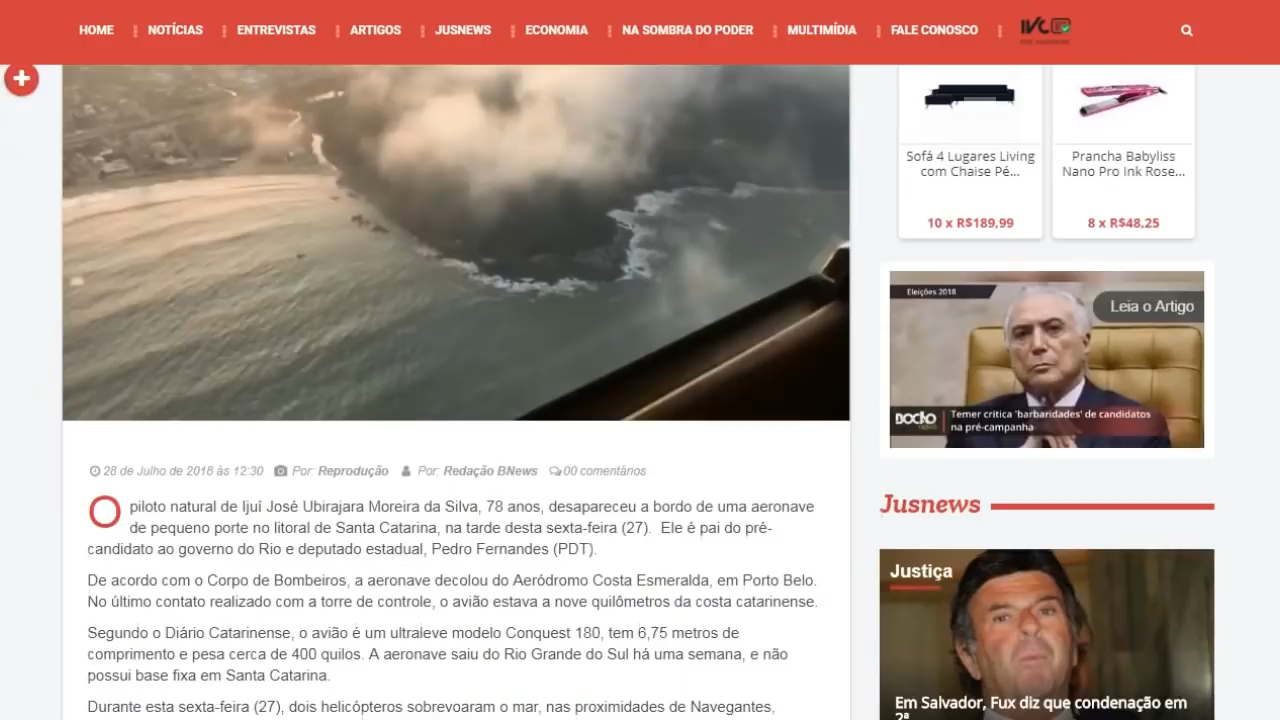 HOME
NOTÍCIAS
ENTREVISTAS
ARTIGOS
JUSNEWS
ECONOMIA
NA SOMBRA DO PODER
MULTIMÍDIA
FALE CONOSCO
IVC
Sofá 4 Lugares Living
com Chaise Pé...
10 x R$189,99
Prancha Babyliss
Nano Pro Ink Rose...
8 x R$48,25
Eleições 2018
Leia o Artigo
BOCÃO
Temer critica 'barbaridades' de candidatos
na pré-campanha
28 de Julho de 2018 às 12:30 Por: Reprodução Por: Redação BNews 00 comentários
O piloto natural de Ijuí José Ubirajara Moreira da Silva, 78 anos, desapareceu a bordo de uma aeronave
de pequeno porte no litoral de Santa Catarina, na tarde desta sexta-feira (27). Ele é pai do pré-
candidato ao governo do Rio e deputado estadual, Pedro Fernandes (PDT).
De acordo com o Corpo de Bombeiros, a aeronave decolou do Aeródromo Costa Esmeralda, em Porto Belo.
No último contato realizado com a torre de controle, o avião estava a nove quilômetros da costa catarinense.
Segundo o Diário Catarinense, o avião é um ultraleve modelo Conquest 180, tem 6,75 metros de
comprimento e pesa cerca de 400 quilos. A aeronave saiu do Rio Grande do Sul há uma semana, e não
possui base fixa em Santa Catarina.
Durante esta sexta-feira (27), dois helicópteros sobrevoaram o mar, nas proximidades de Navegantes,
Jusnews
Justiça
Em Salvador, Fux diz que condenação em
2ª